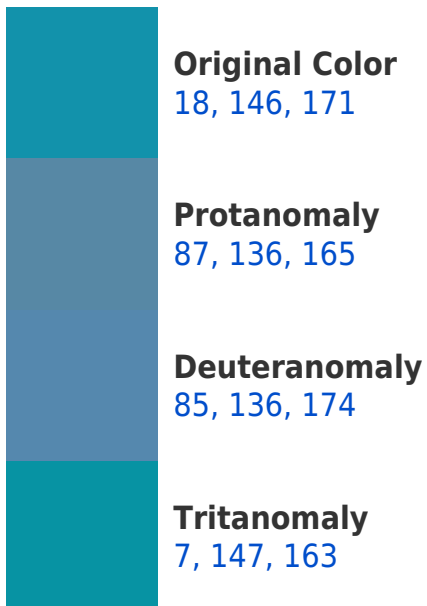 Original Color
18, 146, 171
Protanomaly
87, 136, 165
Deuteranomaly
85, 136, 174
Tritanomaly
7, 147, 163